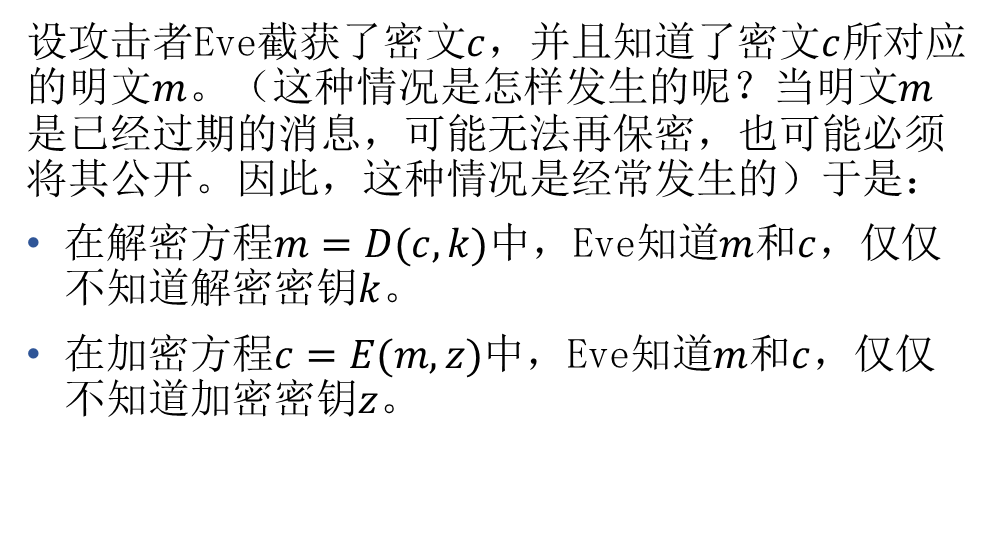 设攻击者Eve截获了密文c，并且知道了密文c所对应
的明文m。（这种情况是怎样发生的呢？当明文m
是已经过期的消息，可能无法再保密，也可能必须
将其公开。因此，这种情况是经常发生的）于是：
• 在解密方程m = D(c, k)中，Eve知道m和c，仅仅
不知道解密密钥k。
• 在加密方程c = E(m, z)中，Eve知道m和c，仅仅
不知道加密密钥z。